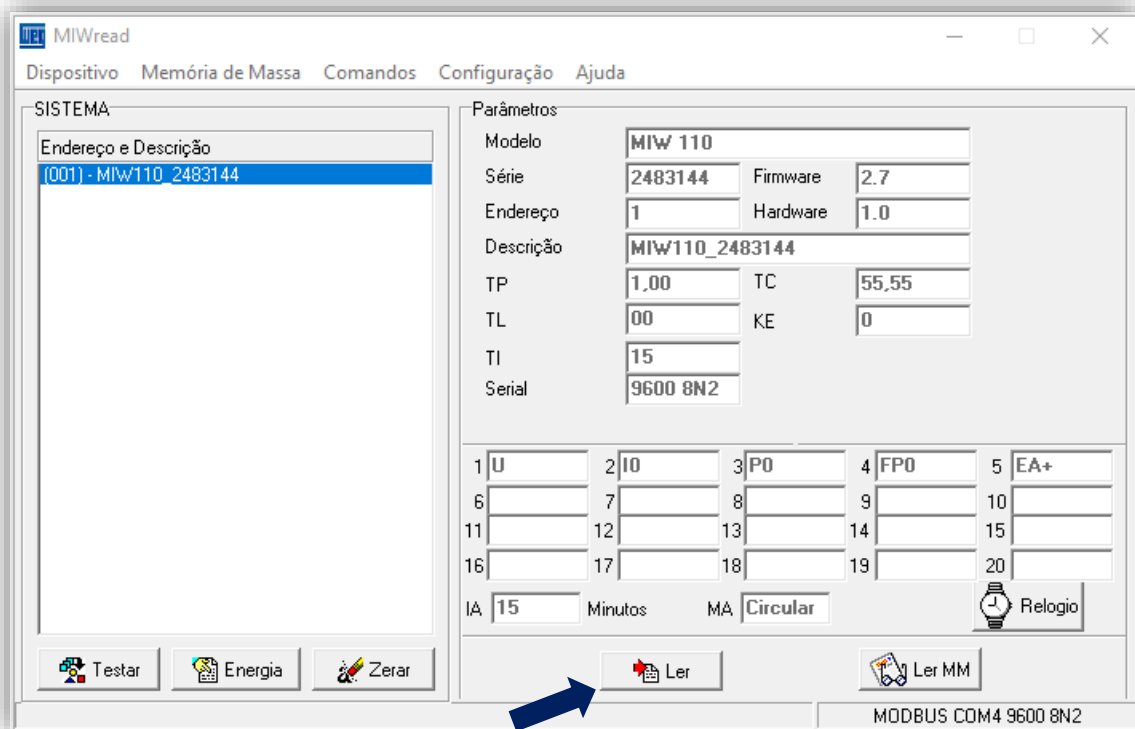 WEG MIWread
Dispositivo Memória de Massa Comandos Configuração Ajuda
SISTEMA
Endereço e Descrição
(001) - MIW110_2483144
Testar Energia Zerar
Parâmetros
Modelo MIW 110
Série 2483144 Firmware 2.7
Endereço 1 Hardware 1.0
Descrição MIW110_2483144
TP 1,00 TC 55,55
TL 00 KE 0
TI 15
Serial 9600 8N2
1 U 2 I0 3 P0 4 FP0 5 EA+
6 7 8 9 10
11 12 13 14 15
16 17 18 19 20
IA 15 Minutos MA Circular Relogio
Ler Ler MM
MODBUS COM4 9600 8N2